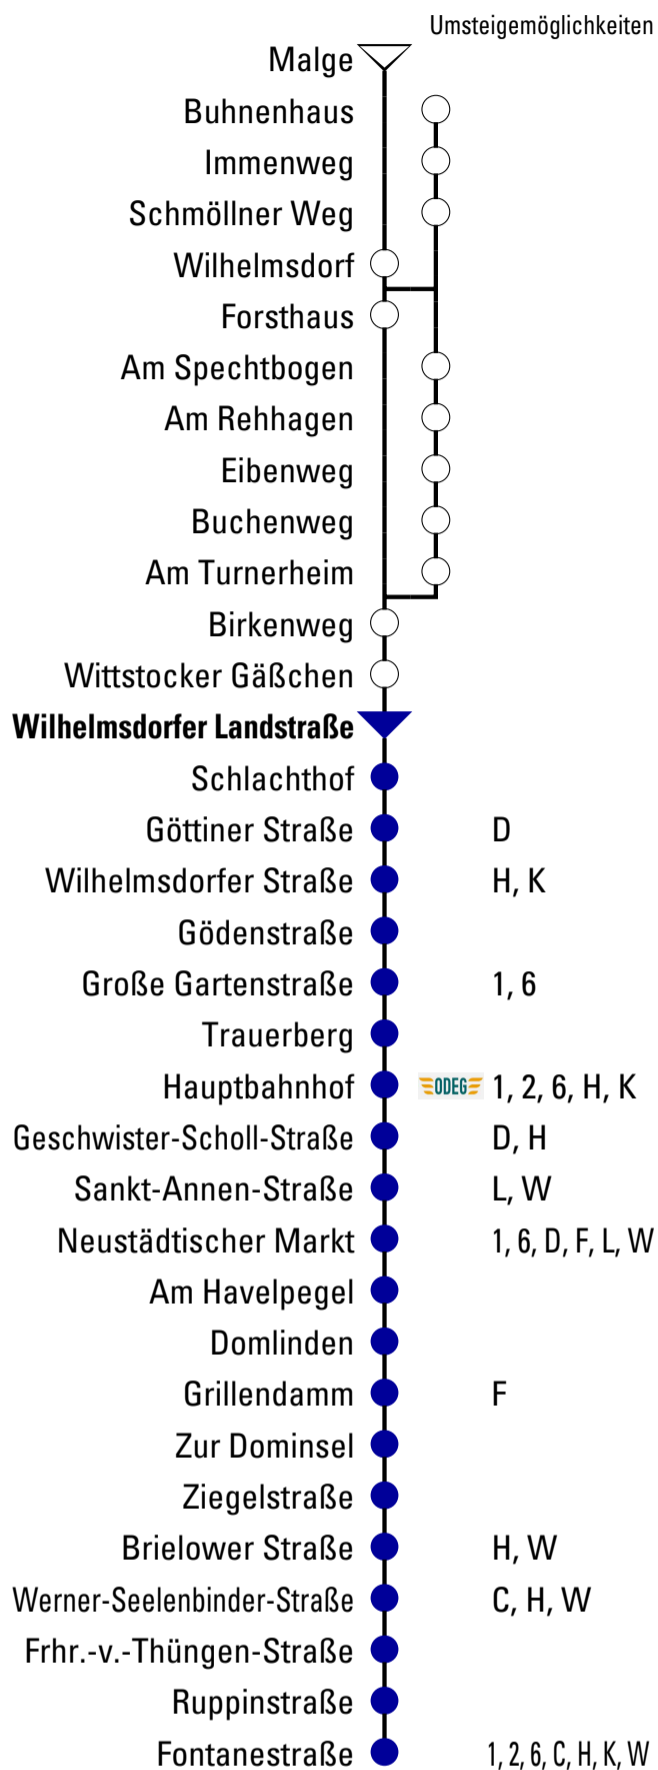 Umsteigemöglichkeiten
Malge
Buhnenhaus
Immenweg
Schmöllner Weg
Wilhelmsdorf
Forsthaus
Am Spechtbogen
Am Rehhagen
Eibenweg
Buchenweg
Am Turnerheim
Birkenweg
Wittstocker Gäßchen
Wilhelmsdorfer Landstraße
Schlachthof
Göttiner Straße D
Wilhelmsdorfer Straße H, K
Gödenstraße
Große Gartenstraße 1, 6
Trauerberg
Hauptbahnhof ODEG 1, 2, 6, H, K
Geschwister-Scholl-Straße D, H
Sankt-Annen-Straße L, W
Neustädtischer Markt 1, 6, D, F, L, W
Am Havelpegel
Domlinden
Grillendamm F
Zur Dominsel
Ziegelstraße
Brielower Straße H, W
Werner-Seelenbinder-Straße C, H, W
Frhr.-v.-Thüngen-Straße
Ruppinstraße
Fontanestraße 1, 2, 6, C, H, K, W